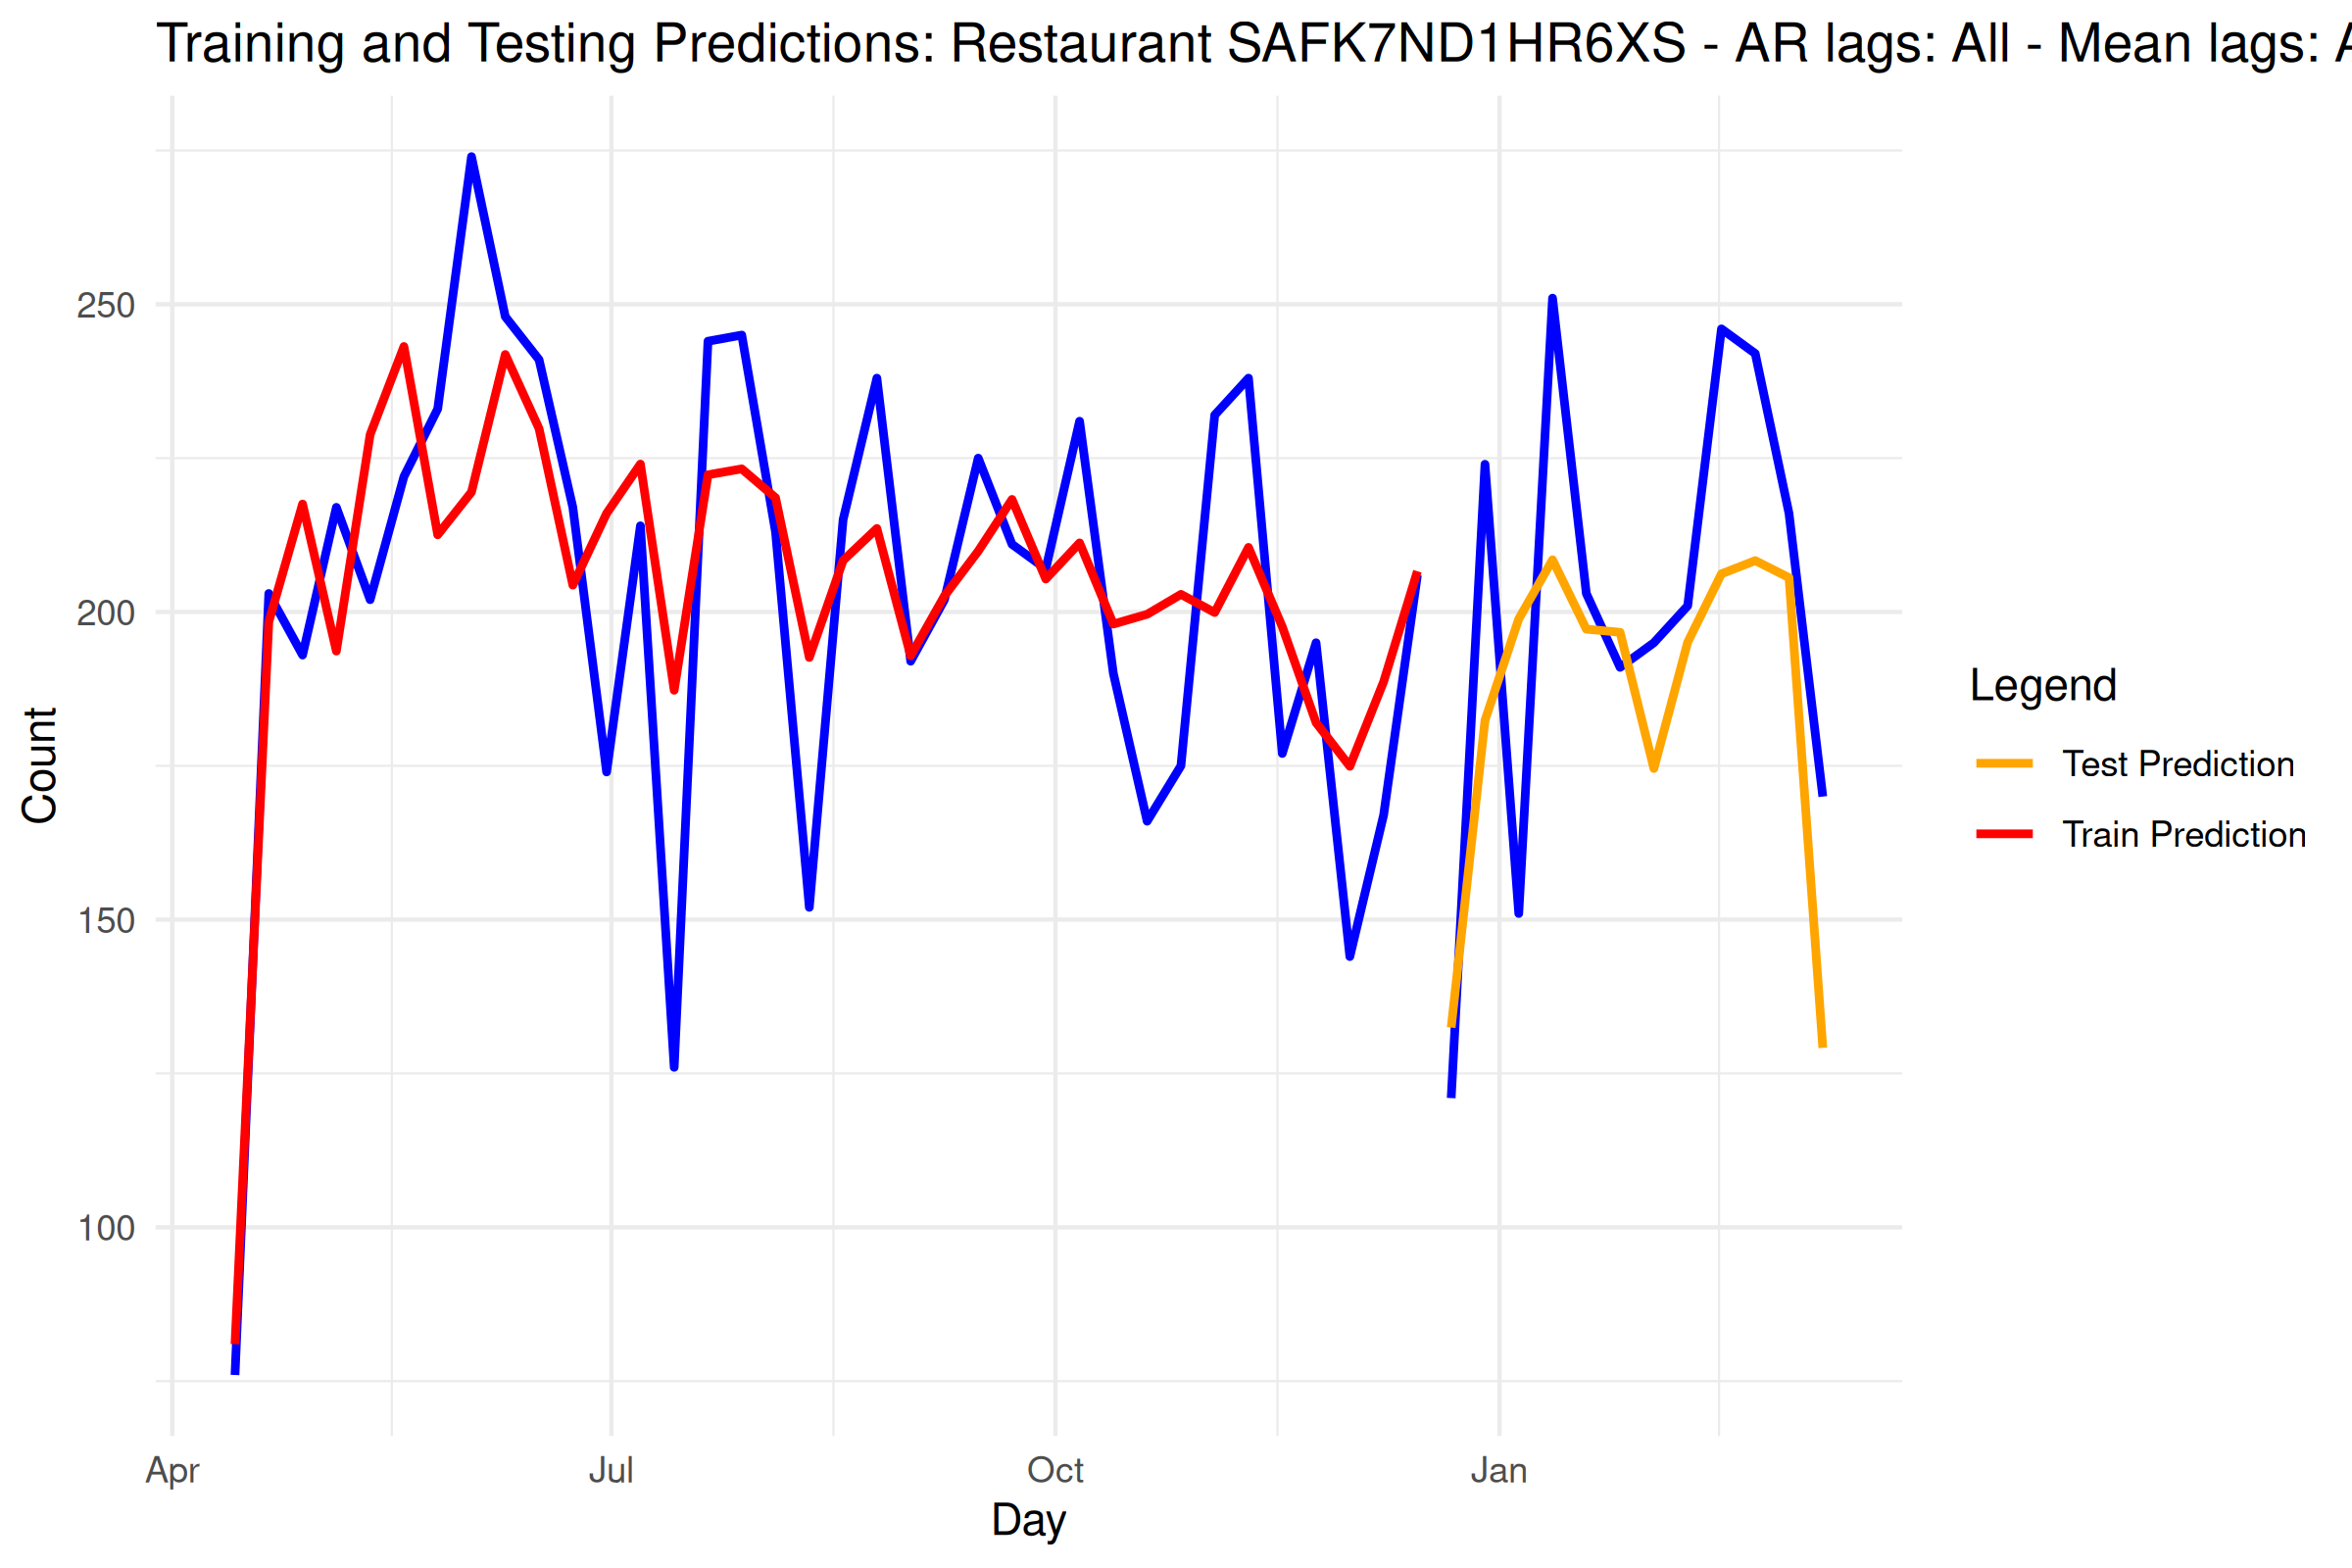 Training and Testing Predictions: Restaurant SAFK7ND1HR6XS - AR lags: All - Mean lags:
250
200
150
100
Count
Apr
Jul
Oct
Jan
Day
Legend
Test Prediction
Train Prediction